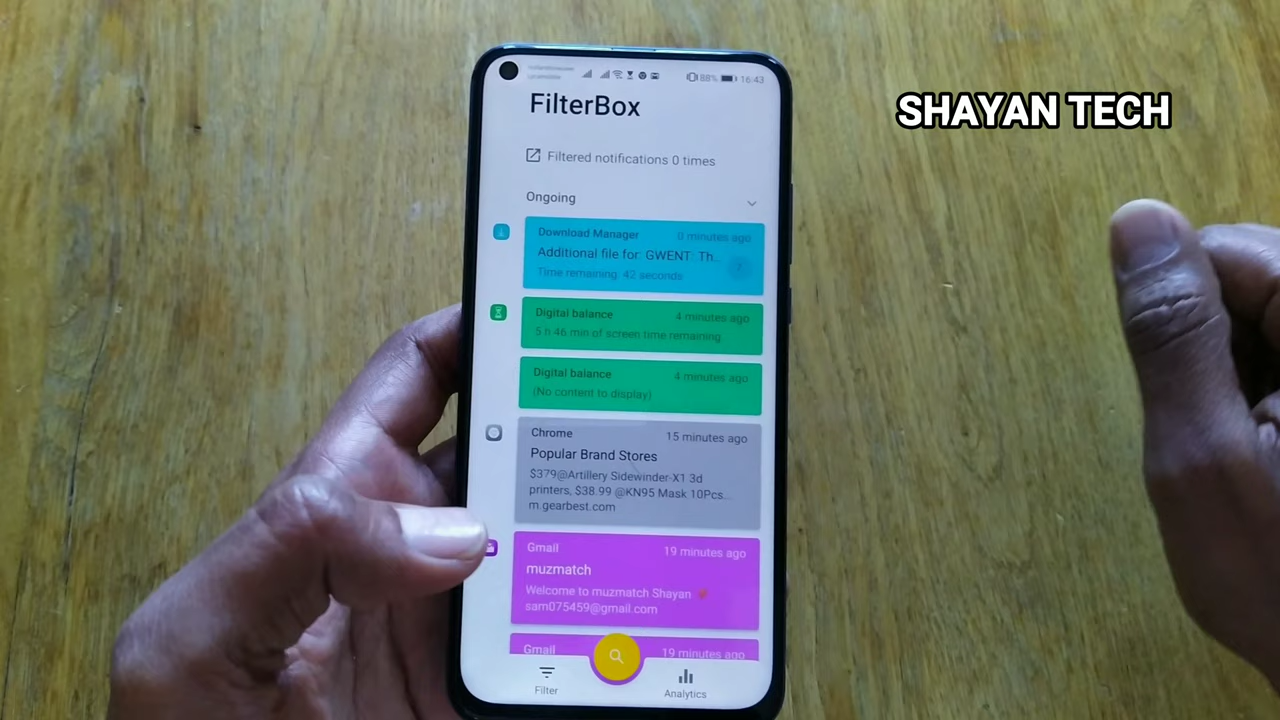 SHAYAN TECH
88% 16:43
FilterBox
Filtered notifications 0 times
Ongoing
Download Manager 0 minutes ago
Additional file for: GWENT: Th...
Time remaining: 42 seconds
Digital balance 4 minutes ago
5 h 46 min of screen time remaining
Digital balance 4 minutes ago
(No content to display)
Chrome 15 minutes ago
Popular Brand Stores
$379@Artillery Sidewinder-X1 3d
printers, $38.99 @KN95 Mask 10Pcs...
m.gearbest.com
Gmail 19 minutes ago
muzmatch
Welcome to muzmatch Shayan
sam075459@gmail.com
Gmail 19 minutes ago
Filter Analytics